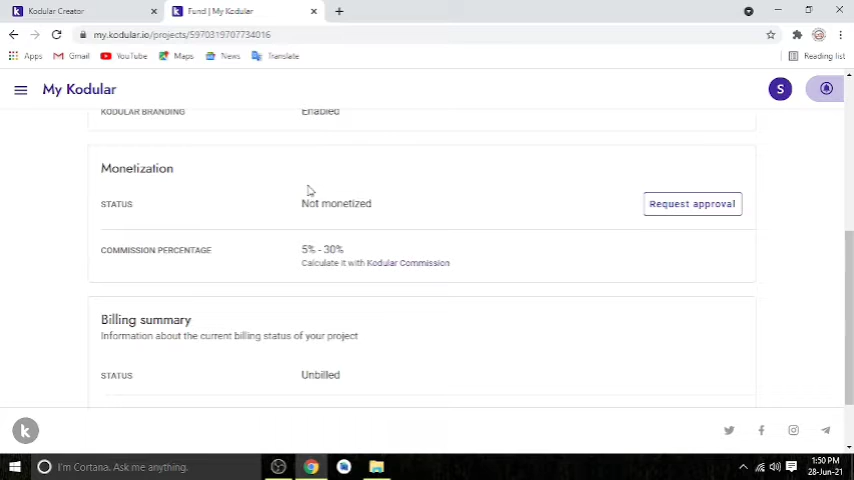 Kodular Creator
Fund | My Kodular
my.kodular.io/projects/5970319707734016
Apps
Gmail
YouTube
Maps
News
Translate
Reading list
My Kodular
S
KODULAR BRANDING
Enabled
Monetization
STATUS
Not monetized
Request approval
COMMISSION PERCENTAGE
5% - 30%
Calculate it with Kodular Commission
Billing summary
Information about the current billing status of your project
STATUS
Unbilled
I'm Cortana. Ask me anything.
1:50 PM
28-Jun-21